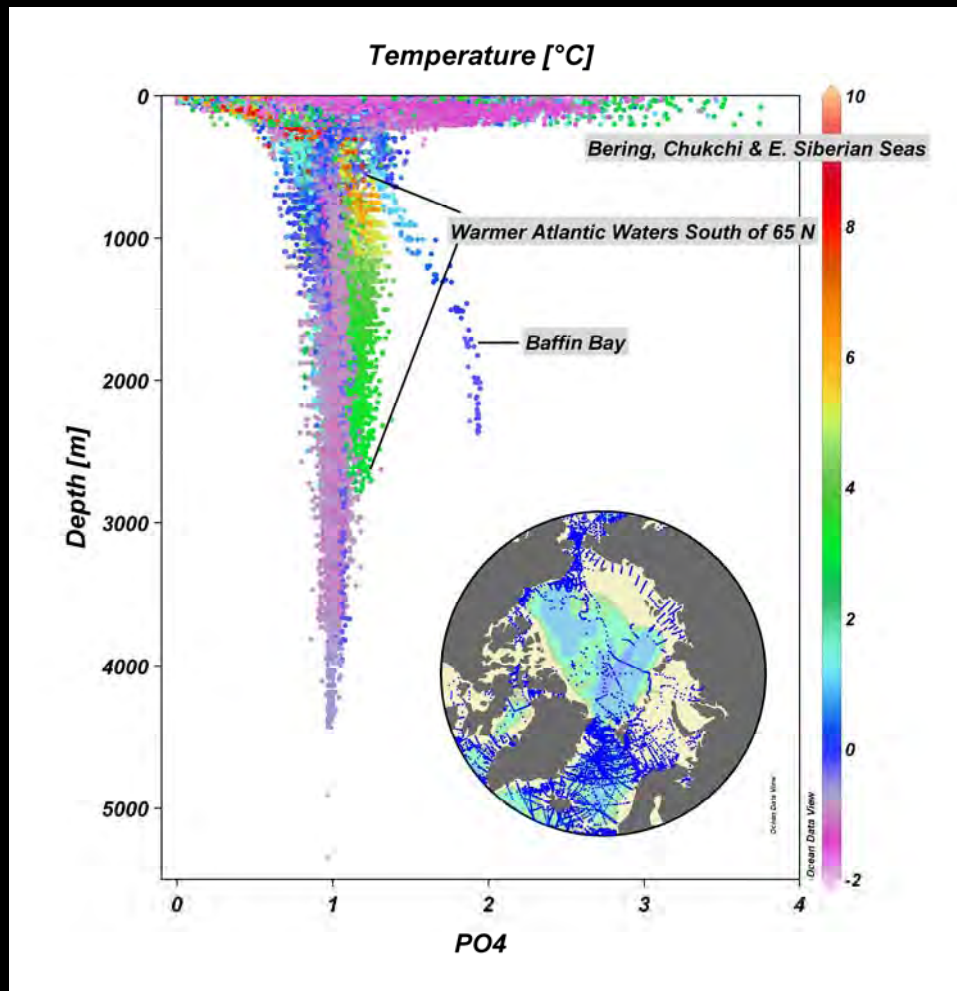 Temperature [°C]
0
1000
2000
3000
4000
5000
Depth [m]
Bering, Chukchi & E. Siberian Seas
Warmer Atlantic Waters South of 65 N
Baffin Bay
10
8
6
4
2
0
-2
Ocean Data View
Ocean Data View
0
1
2
3
4
PO4